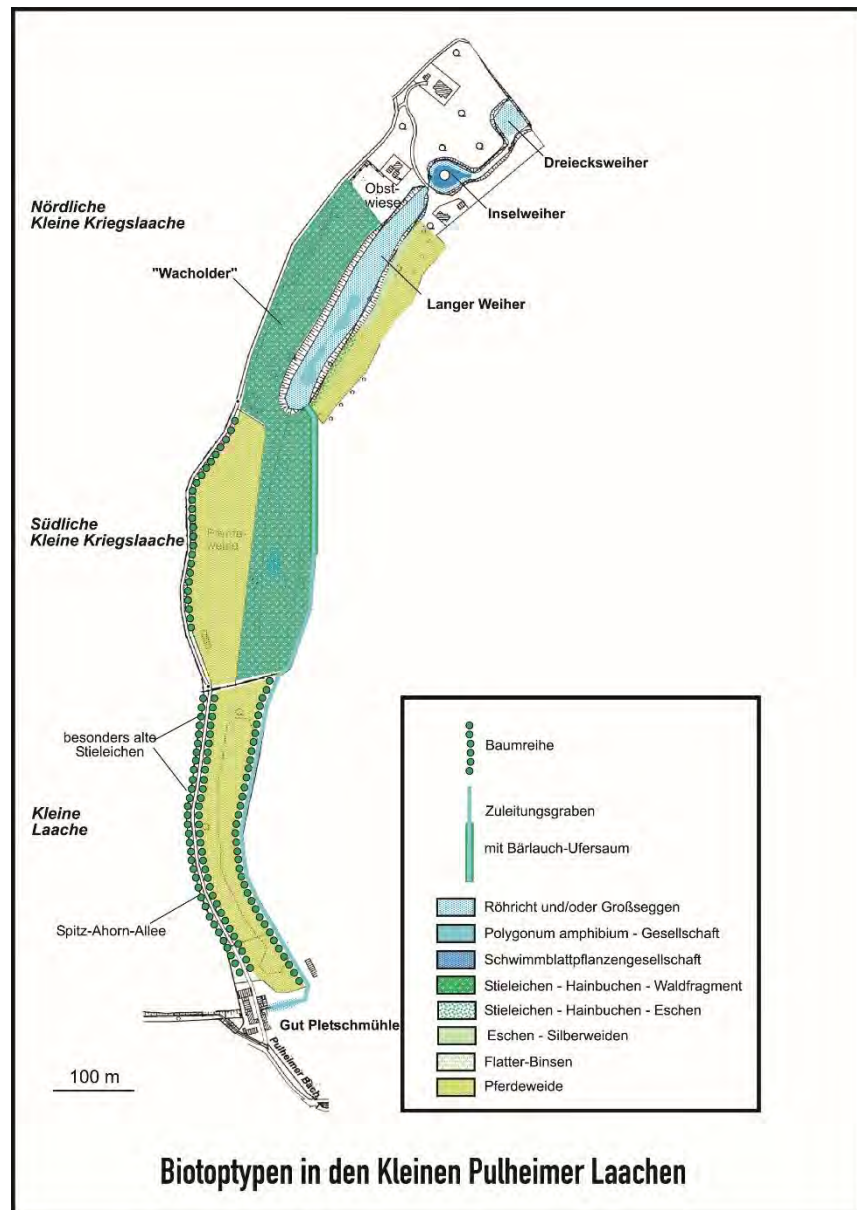 Dreiecksweiher
Obst-
wiese
Inselweiher
Nördliche
Kleine Kriegslaache
"Wacholder"
Langer Weiher
Südliche
Kleine Kriegslaache
Pferde-
weide
besonders alte
Stieleichen
Kleine
Laache
Spitz-Ahorn-Allee
Gut Pletschmühle
Pulheimer Bach
100 m
Baumreihe
Zuleitungsgraben
mit Bärlauch-Ufersaum
Röhricht und/oder Großseggen
Polygonum amphibium - Gesellschaft
Schwimmblattpflanzengesellschaft
Stieleichen - Hainbuchen - Waldfragment
Stieleichen - Hainbuchen - Eschen
Eschen - Silberweiden
Flatter-Binsen
Pferdeweide
Biotoptypen in den Kleinen Pulheimer Laachen